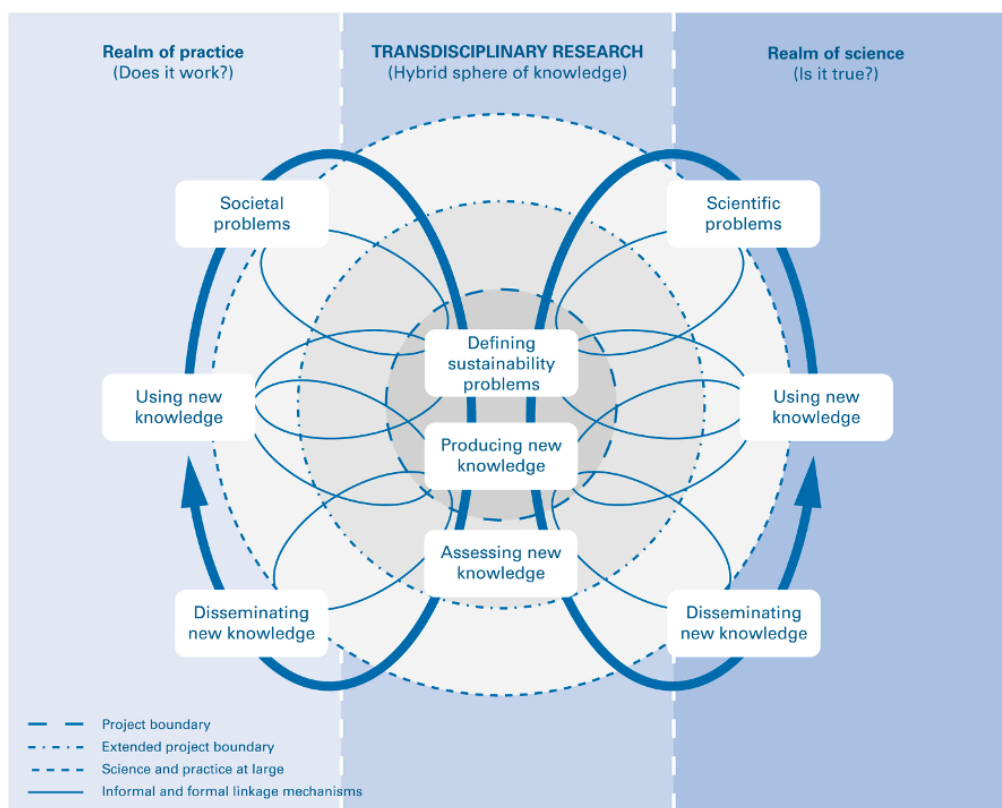 Realm of practice
(Does it work?)
TRANSDISCIPLINARY RESEARCH
(Hybrid sphere of knowledge)
Realm of science
(Is it true?)
Societal
problems
Scientific
problems
Defining
sustainability
problems
Using new
knowledge
Using new
knowledge
Producing new
knowledge
Assessing new
knowledge
Disseminating
new knowledge
Disseminating
new knowledge
Project boundary
Extended project boundary
Science and practice at large
Informal and formal linkage mechanisms